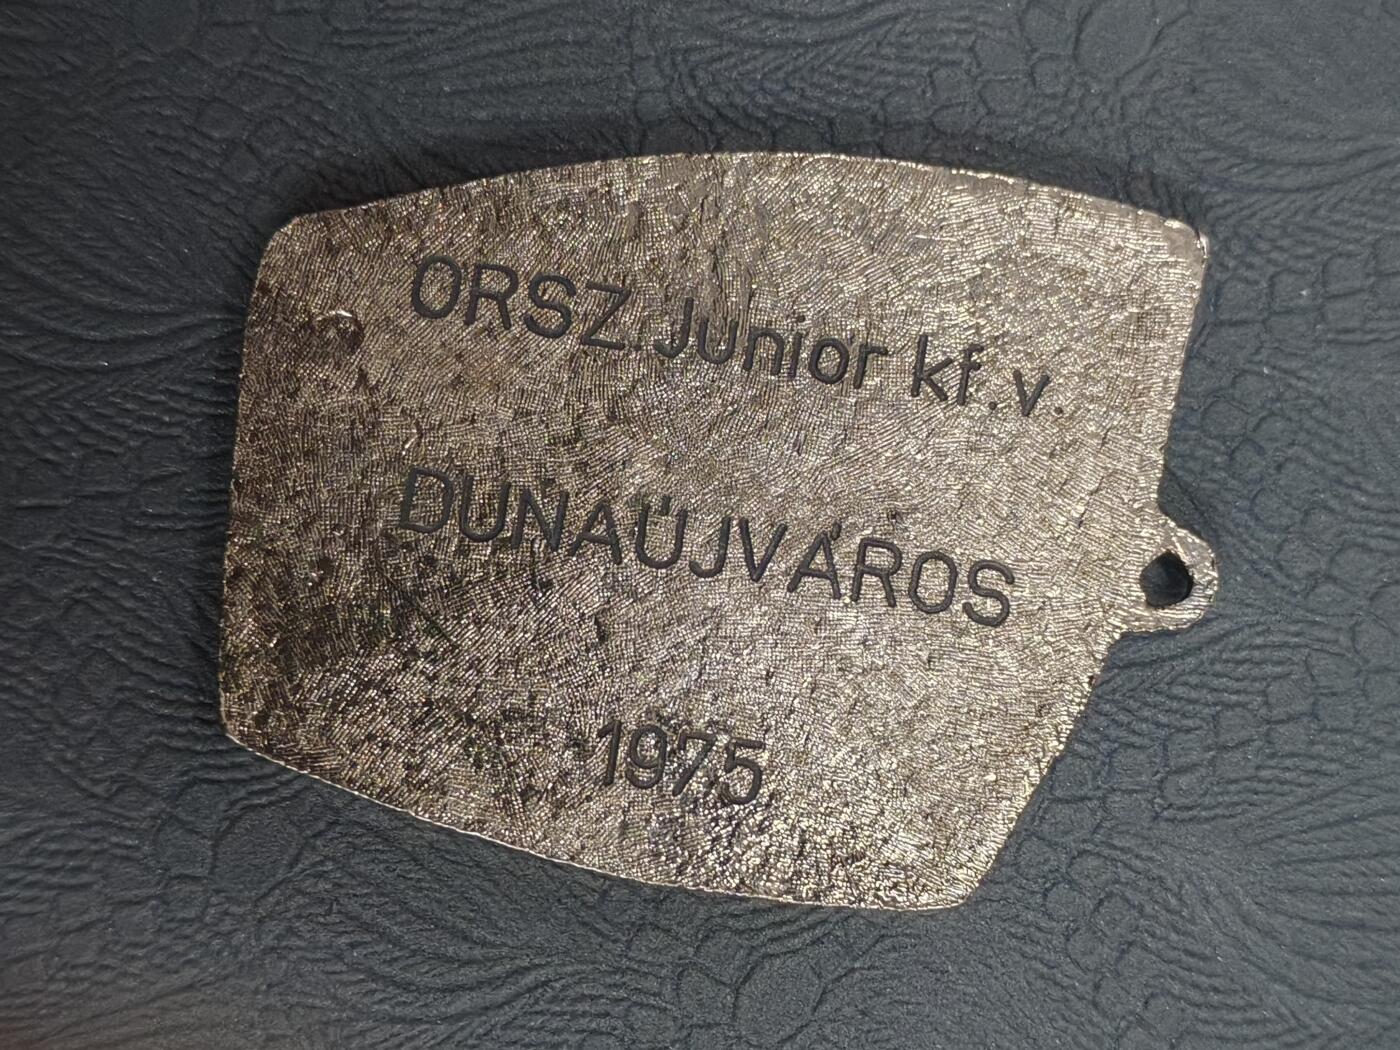 ORSZ. Junior kf.v.
DUNAÚJVÁROS
1975